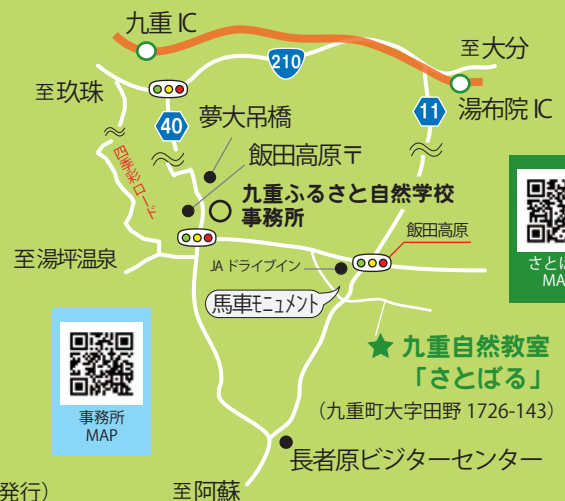 九重 IC
210
至大分
至玖珠
40
夢大吊橋
11
湯布院 IC
四季彩ロード
飯田高原〒
九重ふるさと自然学校
事務所
飯田高原
至湯坪温泉
JA ドライブイン
馬車モニュメント
さとば
MA
★ 九重自然教室
「さとばる」
(九重町大字田野 1726-143)
事務所
MAP
長者原ビジターセンター
発行)
至阿蘇